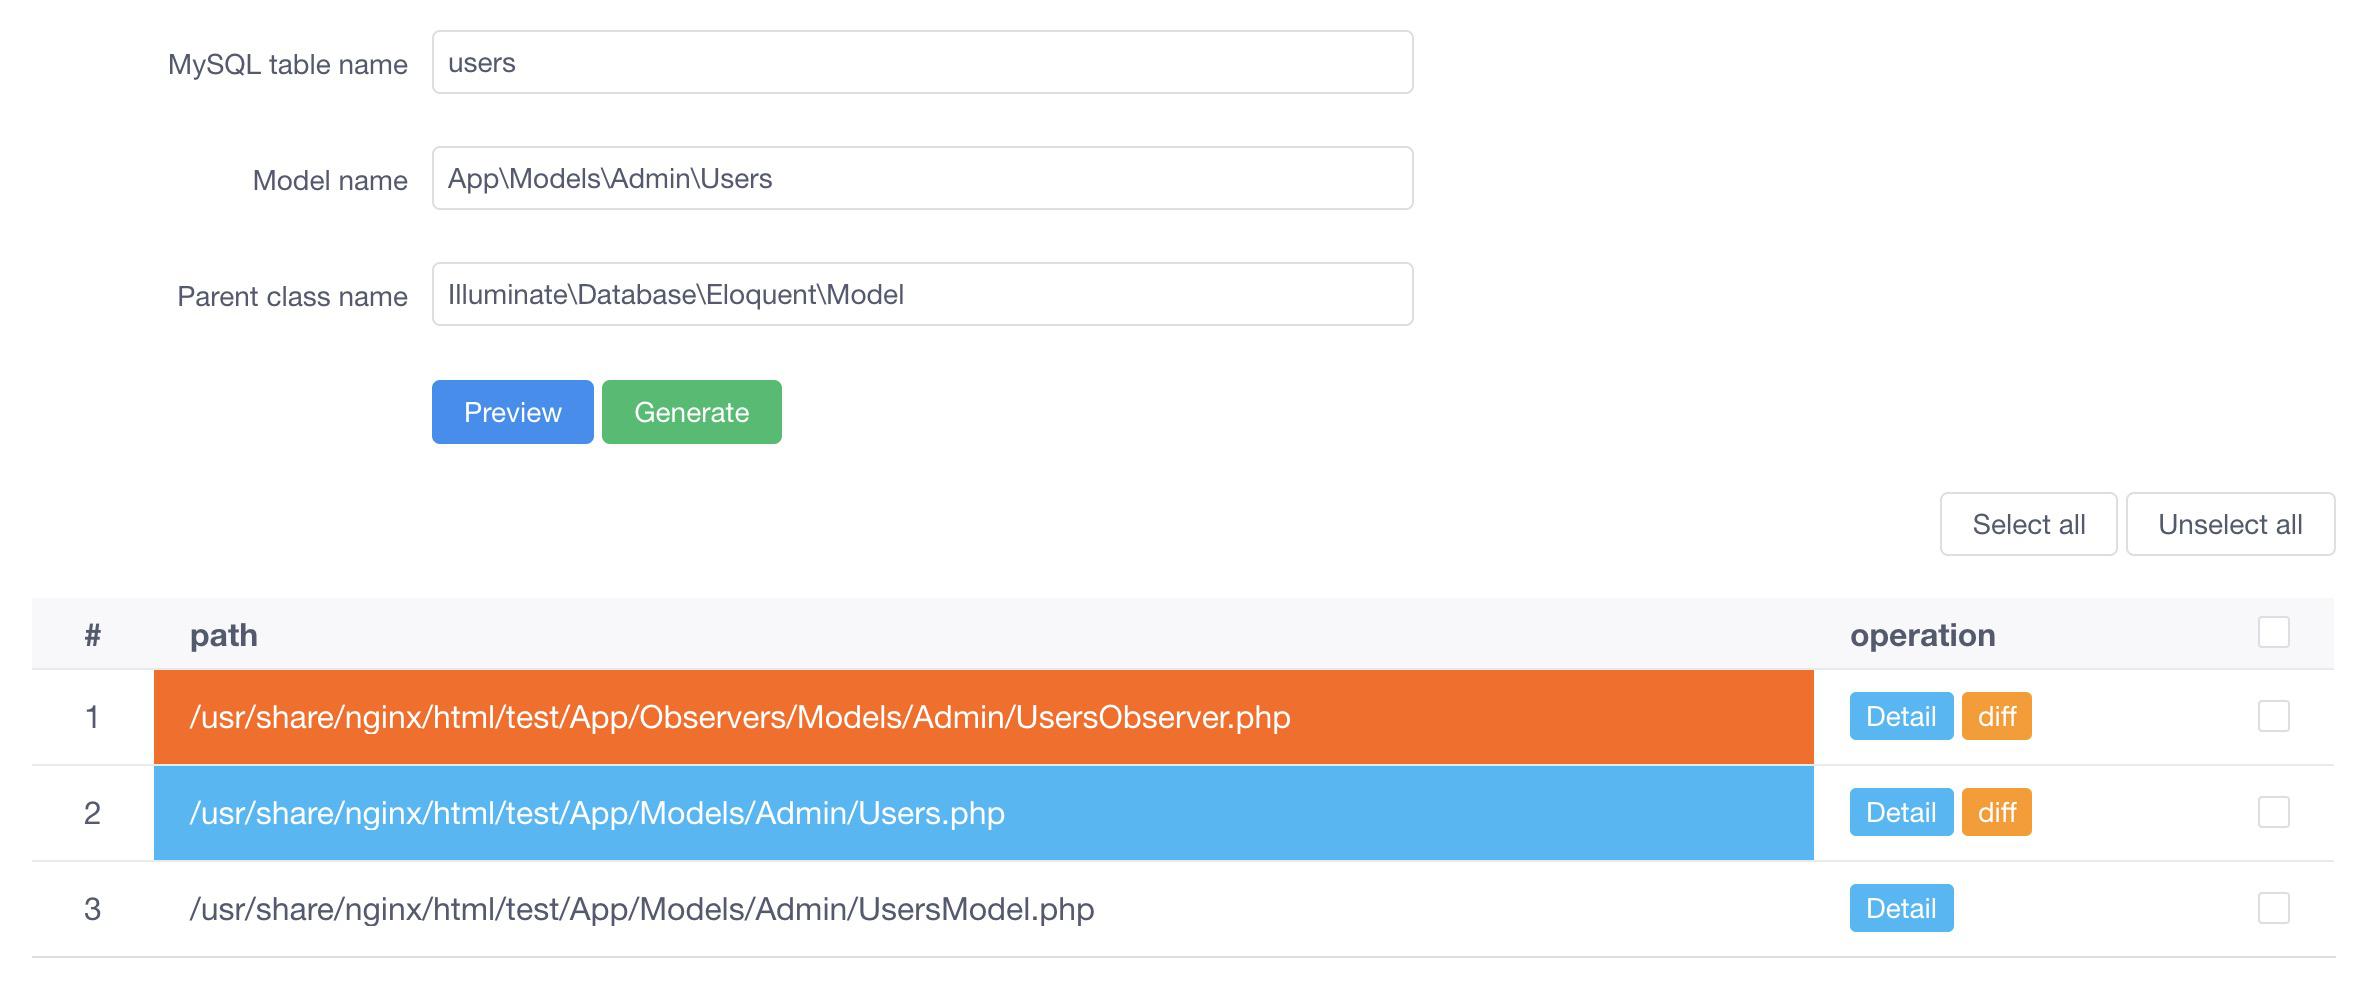 MySQL table name users
Model name App\Models\Admin\Users
Parent class name Illuminate\Database\Eloquent\Model
Preview Generate
Select all Unselect all
# path operation
1 /usr/share/nginx/html/test/App/Observers/Models/Admin/UsersObserver.php Detail diff
2 /usr/share/nginx/html/test/App/Models/Admin/Users.php Detail diff
3 /usr/share/nginx/html/test/App/Models/Admin/UsersModel.php Detail